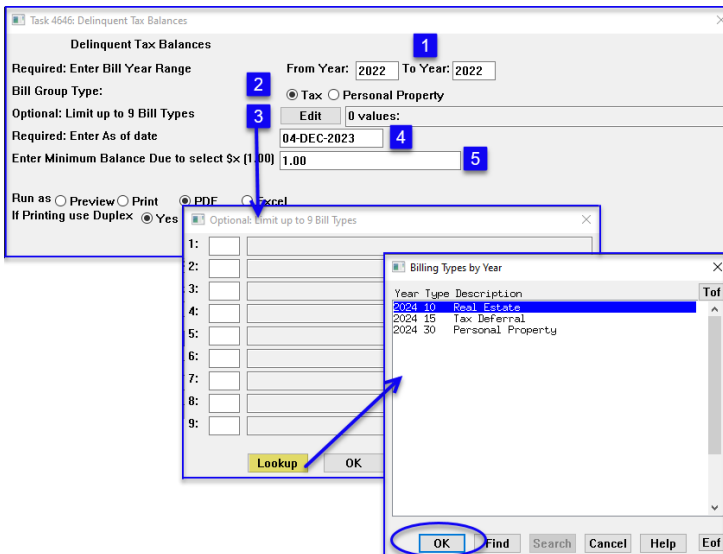 Task 4646: Delinquent Tax Balances
Delinquent Tax Balances
1
Required: Enter Bill Year Range From Year: 2022 To Year: 2022
2
Bill Group Type: Tax Personal Property
3
Optional: Limit up to 9 Bill Types Edit 0 values:
Required: Enter As of date 04-DEC-2023 4
Enter Minimum Balance Due to select $x (1.00) 1.00 5
Run as Preview Print PDF Excel
If Printing use Duplex Yes
Optional: Limit up to 9 Bill Types
1:
2:
3:
4:
5:
6:
7:
8:
9:
Lookup OK
Billing Types by Year
Year Type Description Tof
2024 10 Real Estate
2024 15 Tax Deferral
2024 30 Personal Property
OK Find Search Cancel Help Eof